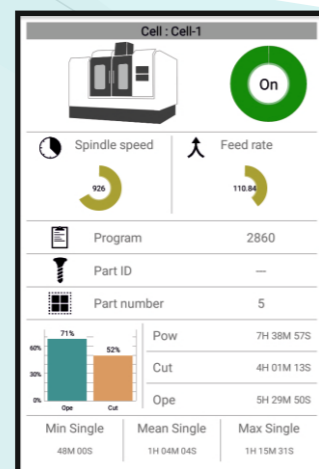 Cell : Cell-1
On
Spindle speed
Feed rate
926
110.84
Program 2860
Part ID —
Part number 5
71%
60%
52%
30%
0%
Ope Cut
Pow 7H 38M 57S
Cut 4H 01M 13S
Ope 5H 29M 50S
Min Single Mean Single Max Single
48M 00S 1H 04M 04S 1H 15M 31S